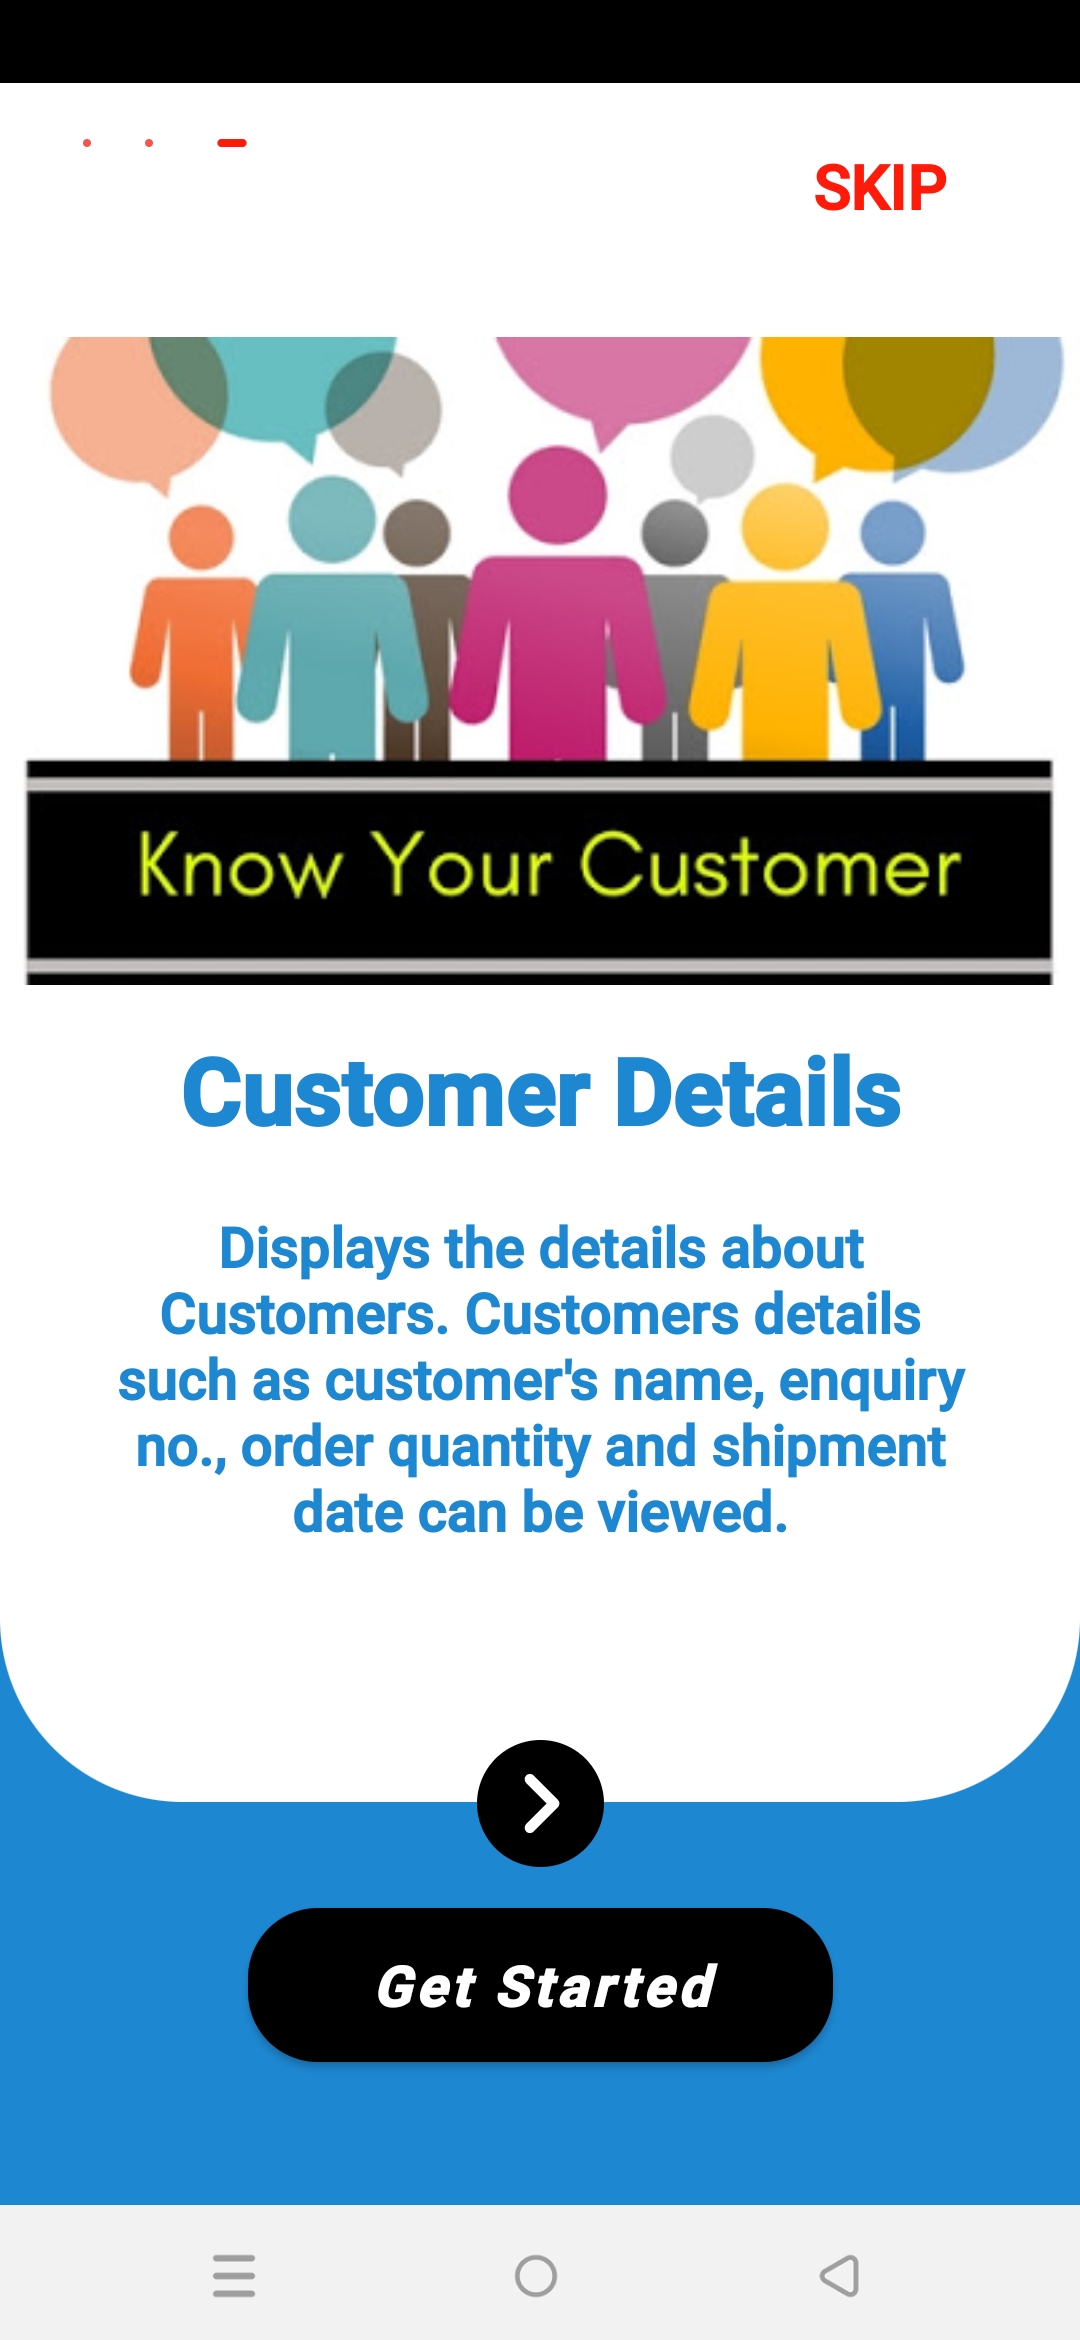 SKIP
Know Your Customer
Customer Details
Displays the details about
Customers. Customers details
such as customer's name, enquiry
no., order quantity and shipment
date can be viewed.
Get Started